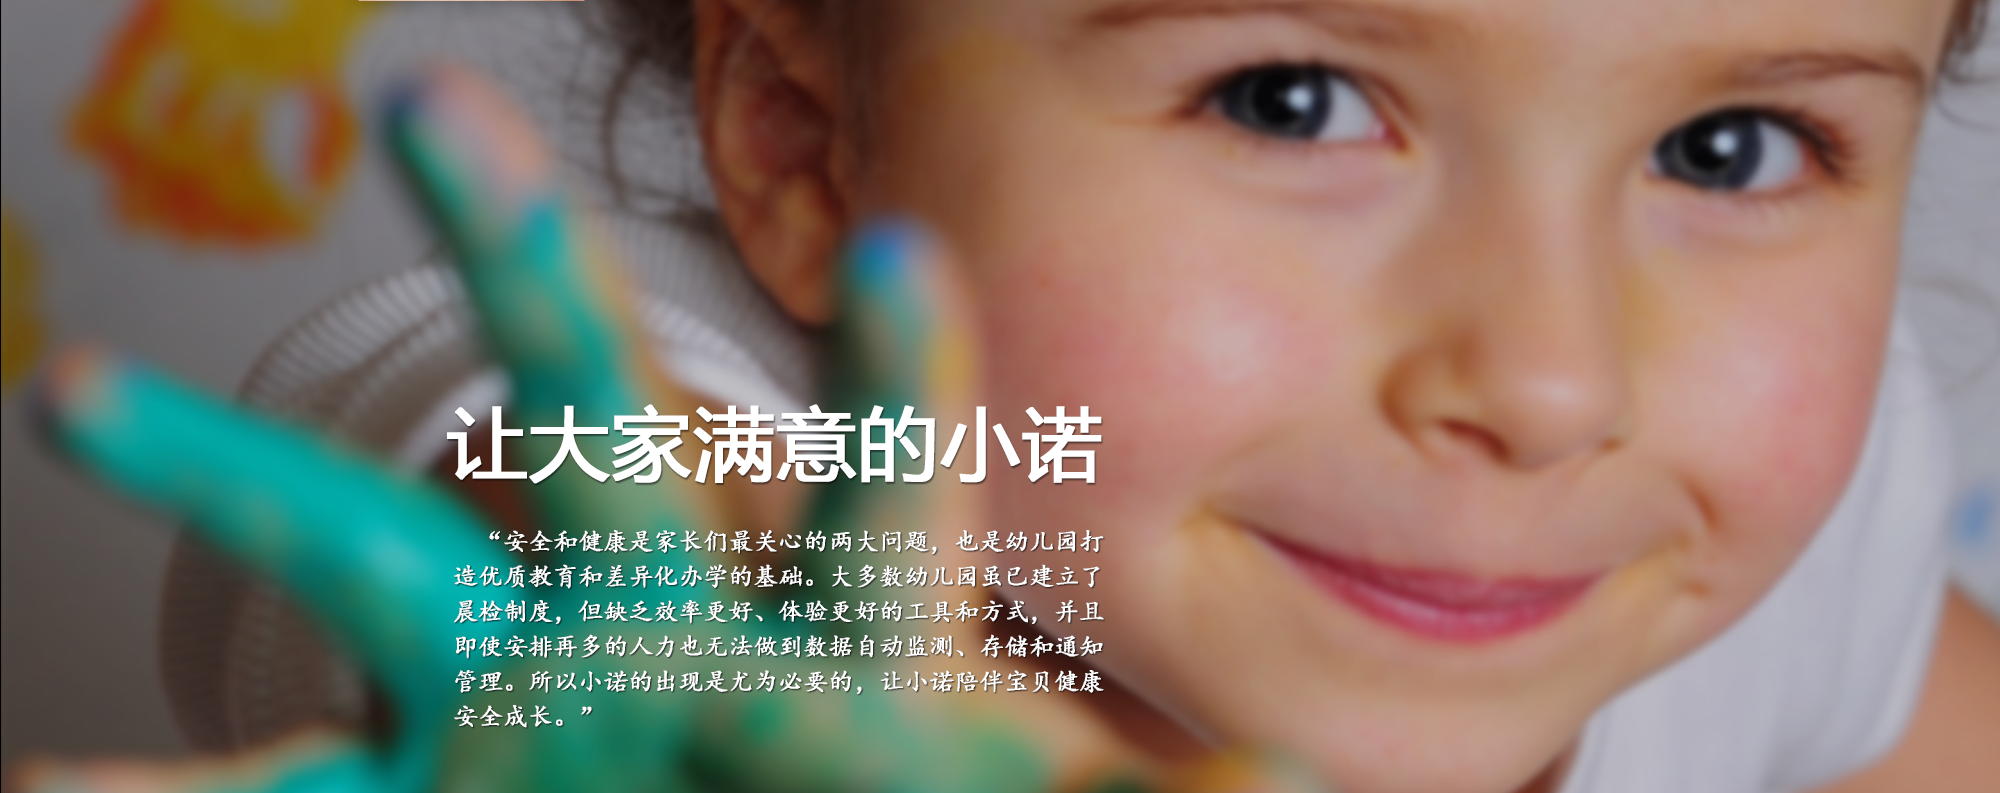 让大家满意的小诺
“安全和健康是家长们最关心的两大问题，也是幼儿园打
造优质教育和差异化办学的基础。大多数幼儿园虽已建立了
晨检制度，但缺乏效率更好、体验更好的工具和方式，并且
即使安排再多的人力也无法做到数据自动监测、存储和通知
管理。所以小诺的出现是尤为必要的，让小诺陪伴宝贝健康
安全成长。”